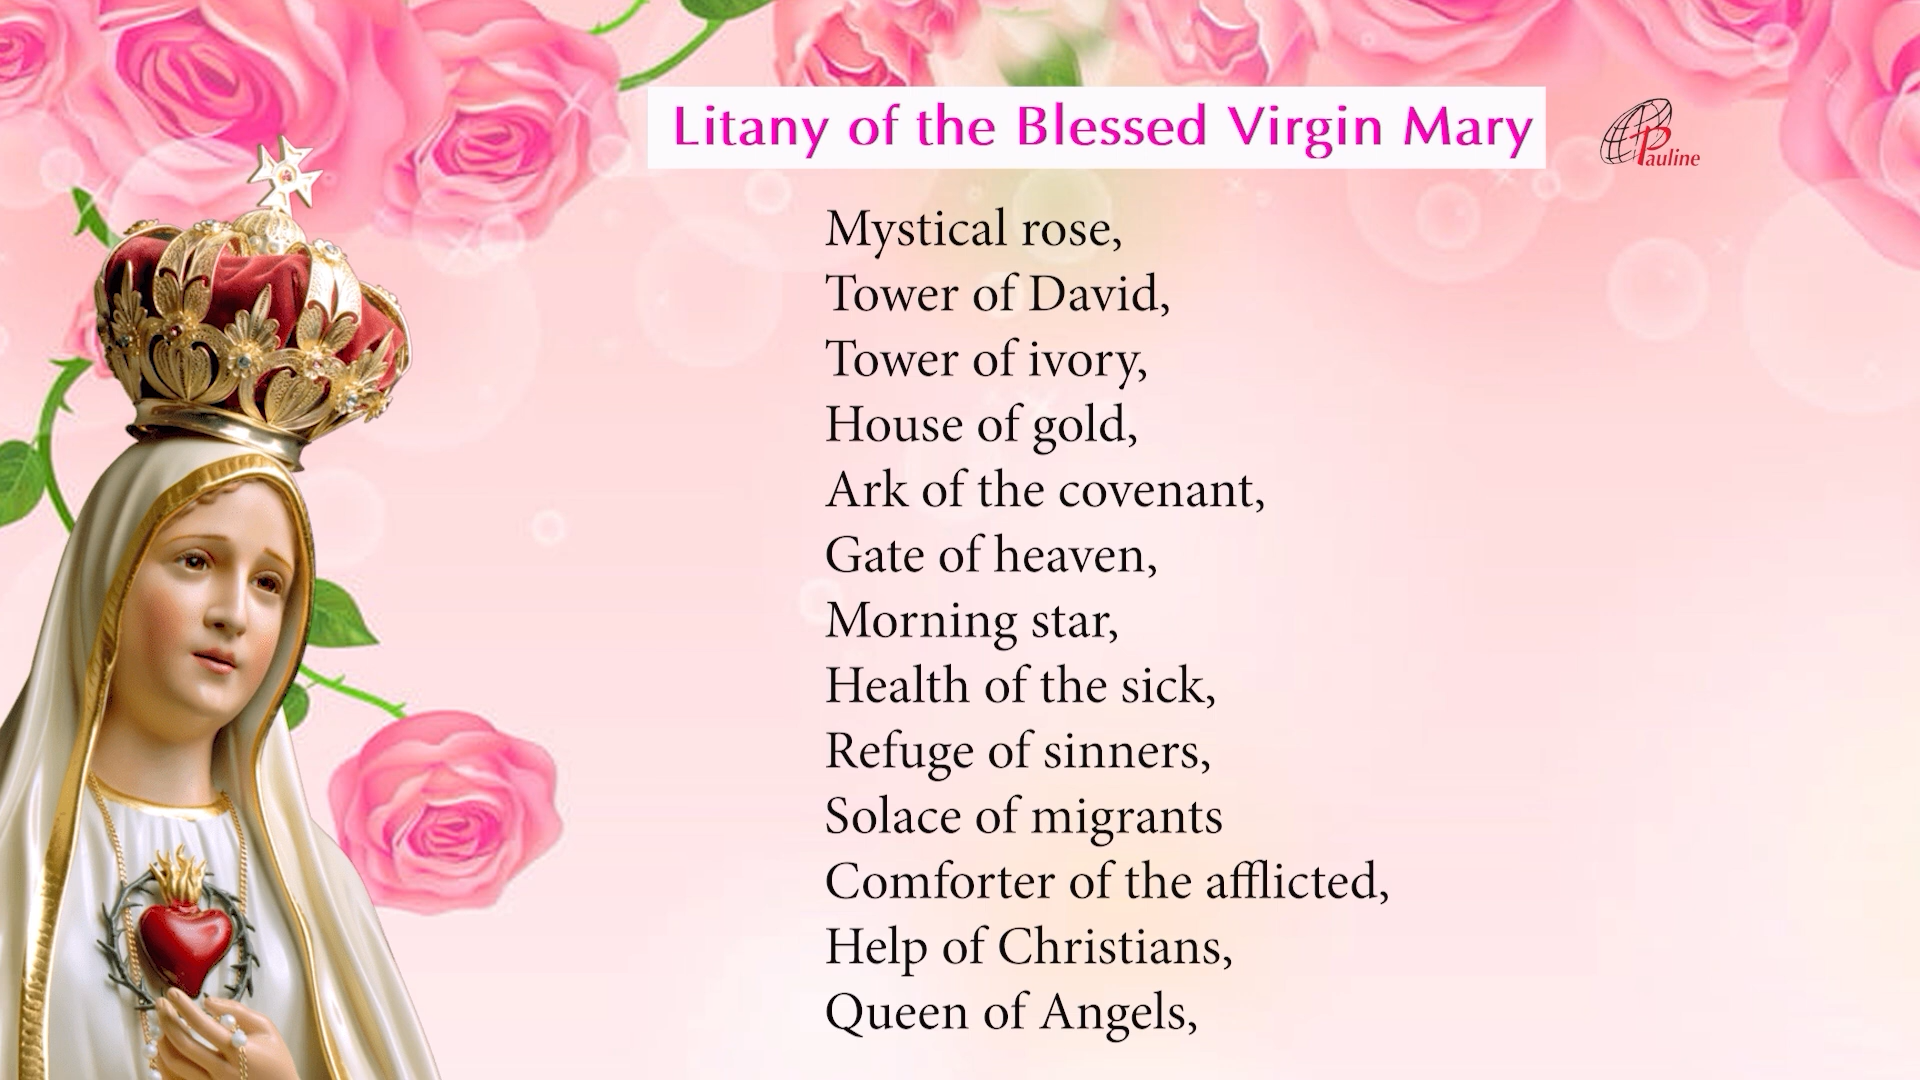 Litany of the Blessed Virgin Mary
Pauline
Mystical rose,
Tower of David,
Tower of ivory,
House of gold,
Ark of the covenant,
Gate of heaven,
Morning star,
Health of the sick,
Refuge of sinners,
Solace of migrants
Comforter of the afflicted,
Help of Christians,
Queen of Angels,